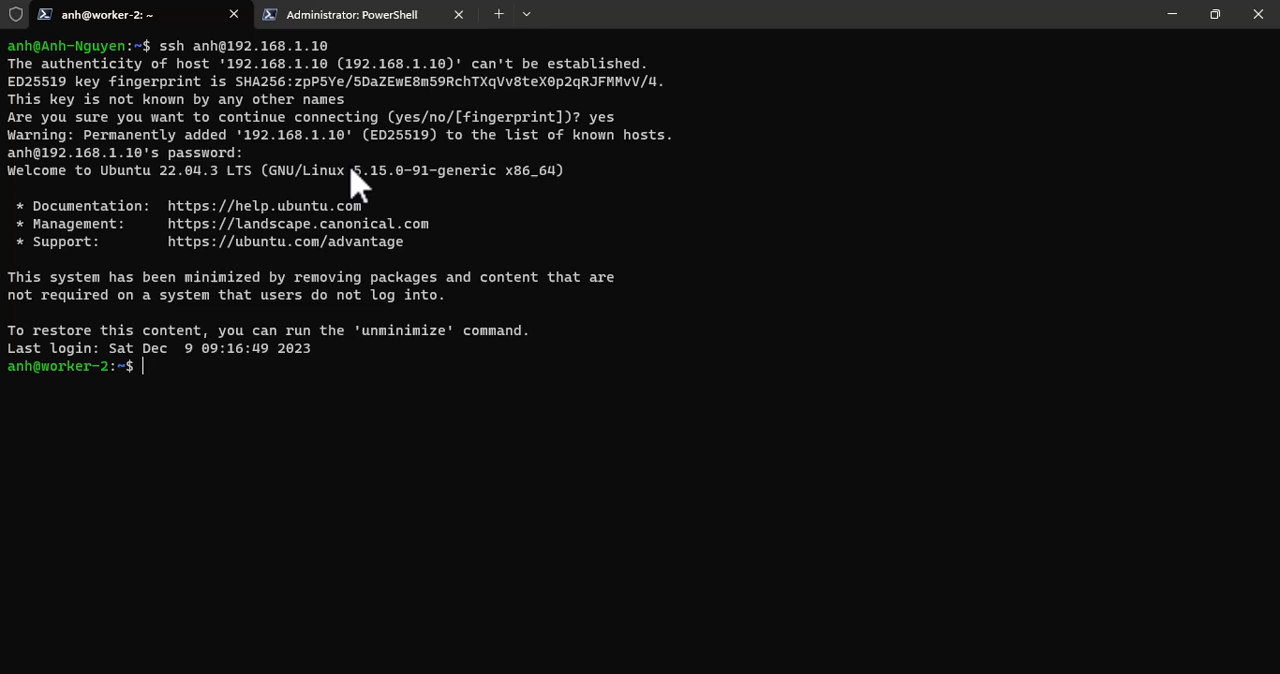 anh@worker-2: ~
Administrator: PowerShell
anh@Anh-Nguyen:~$ ssh anh@192.168.1.10
The authenticity of host '192.168.1.10 (192.168.1.10)' can't be established.
ED25519 key fingerprint is SHA256:zpP5Ye/5DaZEwE8m59RchTXqVv8teX0p2qRJFMMvV/4.
This key is not known by any other names
Are you sure you want to continue connecting (yes/no/[fingerprint])? yes
Warning: Permanently added '192.168.1.10' (ED25519) to the list of known hosts.
anh@192.168.1.10's password:
Welcome to Ubuntu 22.04.3 LTS (GNU/Linux 5.15.0-91-generic x86_64)
* Documentation:  https://help.ubuntu.com
* Management:     https://landscape.canonical.com
* Support:        https://ubuntu.com/advantage
This system has been minimized by removing packages and content that are
not required on a system that users do not log into.
To restore this content, you can run the 'unminimize' command.
Last login: Sat Dec  9 09:16:49 2023
anh@worker-2:~$